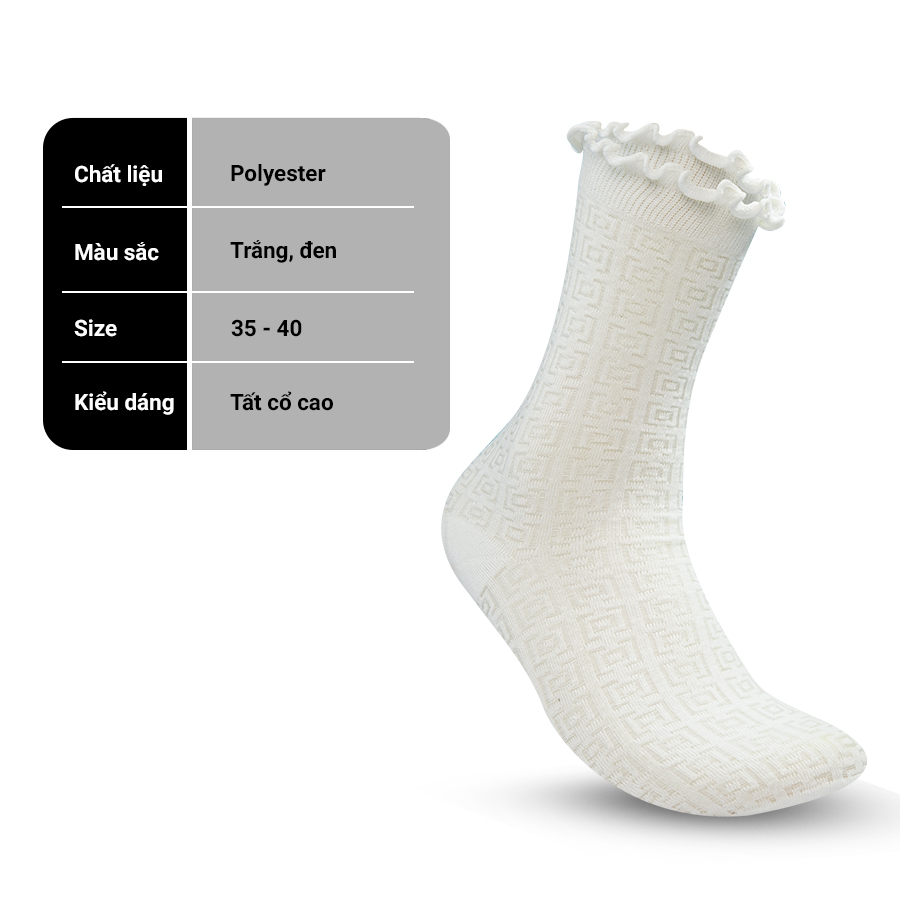 Chất liệu Polyester
Màu sắc Trắng, đen
Size 35 - 40
Kiểu dáng Tất cổ cao